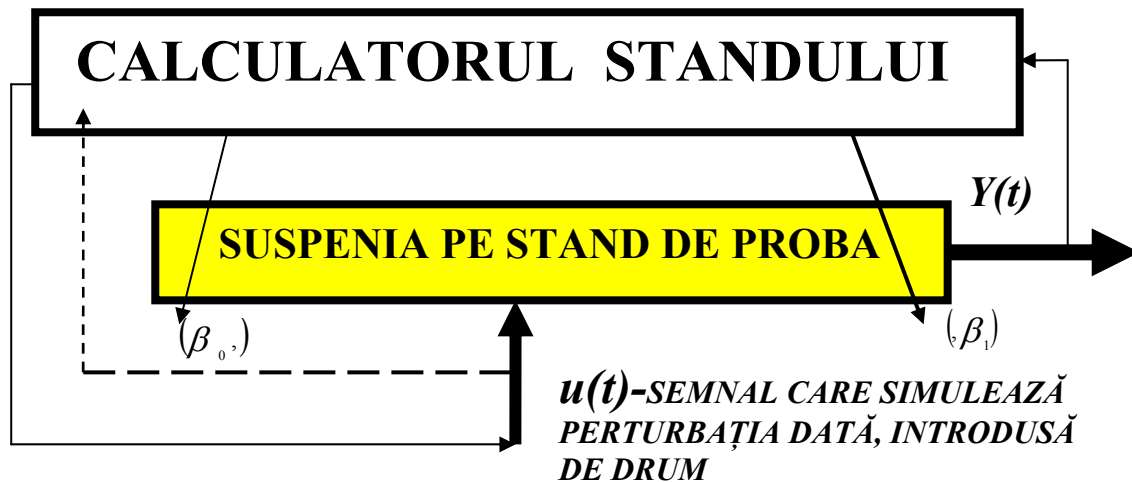 CALCULATORUL STANDULUI
Y(t)
SUSPENIA PE STAND DE PROBA
(β₀,)
(,β₁)
u(t)-SEMNAL CARE SIMULEAZĂ
PERTURBAȚIA DATĂ, INTRODUSĂ
DE DRUM